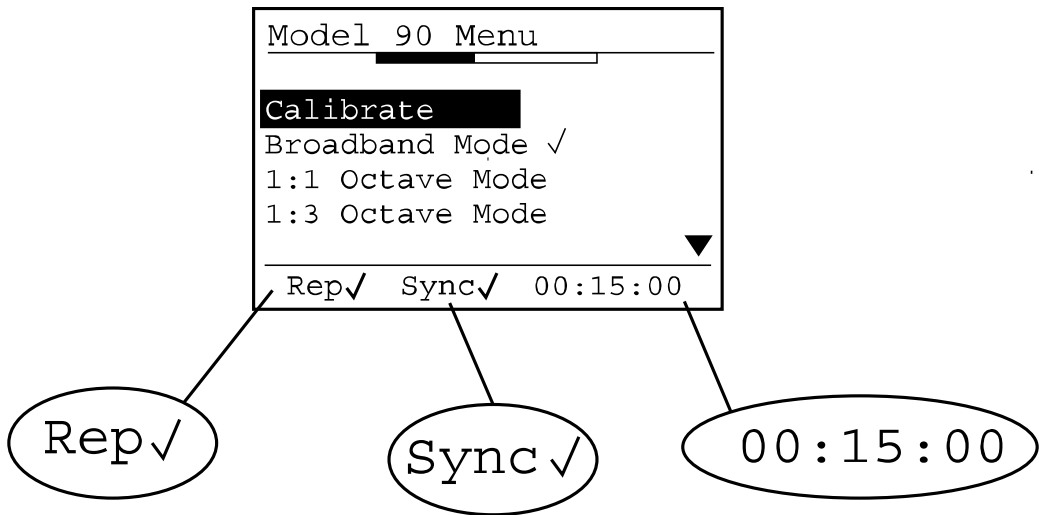 Model 90 Menu
Calibrate
Broadband Mode √
1:1 Octave Mode
1:3 Octave Mode
Rep√ Sync√ 00:15:00
Rep√
Sync√
00:15:00